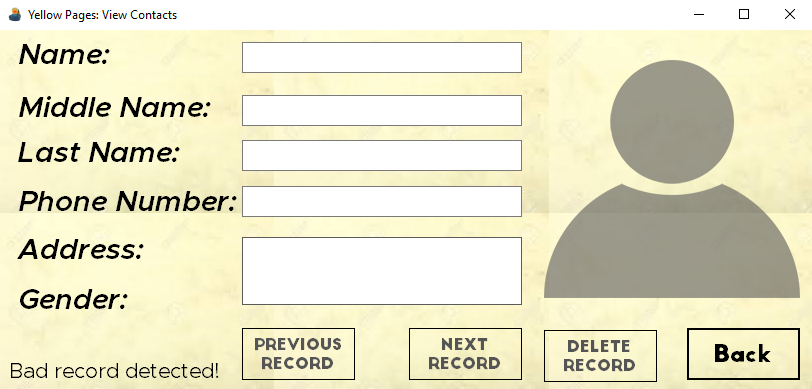 Yellow Pages: View Contacts
Name:
Middle Name:
Last Name:
Phone Number:
Address:
Gender:
PREVIOUS
RECORD
NEXT
RECORD
DELETE
RECORD
Back
Bad record detected!